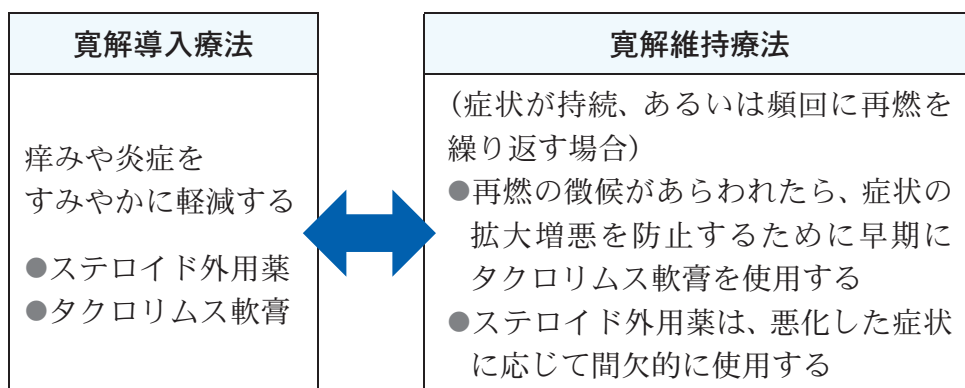 寛解導入療法
痒みや炎症を
すみやかに軽減する
●ステロイド外用薬
●タクロリムス軟膏
寛解維持療法
(症状が持続、あるいは頻回に再燃を
繰り返す場合)
●再燃の徴候があらわれたら、症状の
拡大増悪を防止するために早期に
タクロリムス軟膏を使用する
●ステロイド外用薬は、悪化した症状
に応じて間欠的に使用する